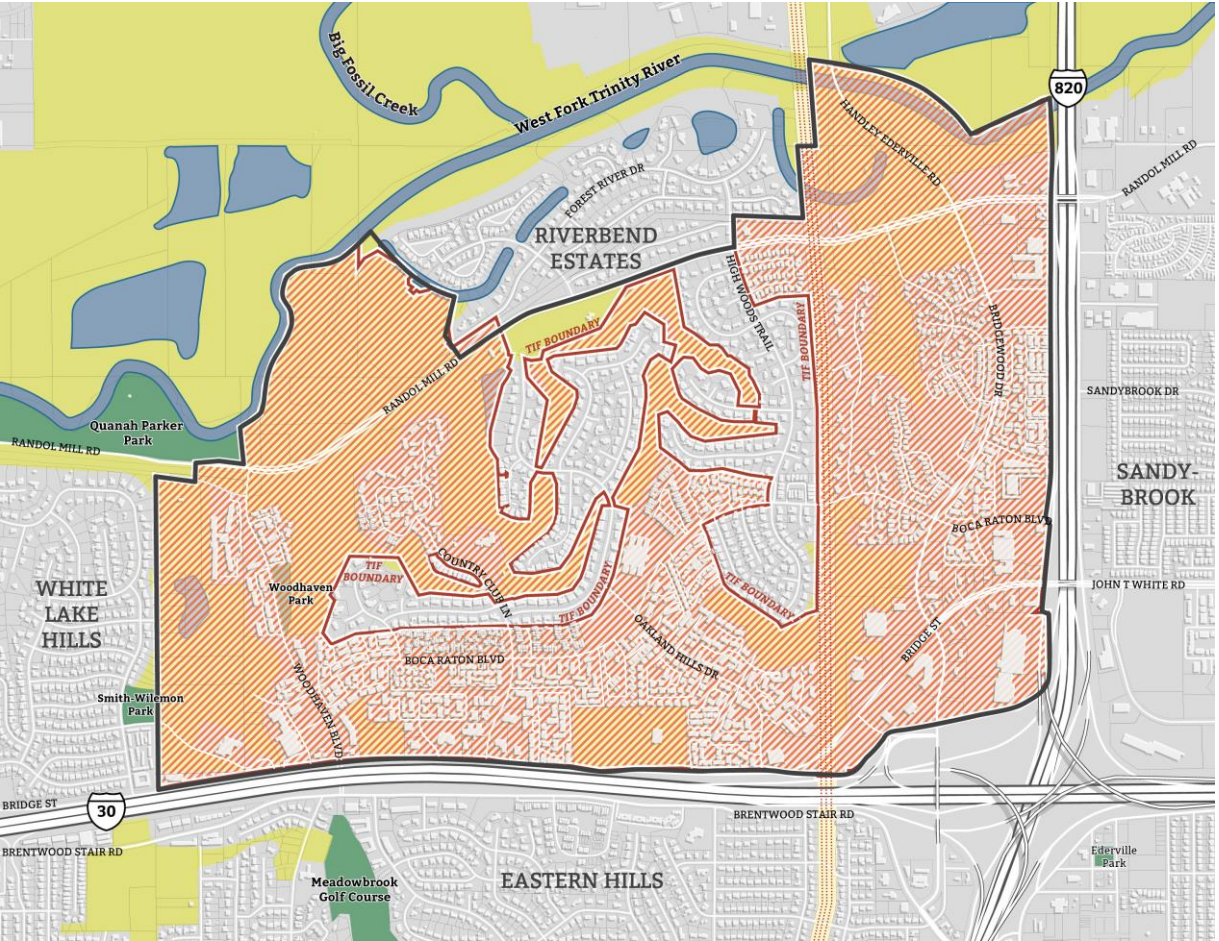 Big Fossil Creek
West Fork Trinity River
820
HANDLEY EDERVILLE RD
RANDOL MILL RD
FOREST RIVER DR
RIVERBEND
ESTATES
HIGH WOODS TRAIL
TIF BOUNDARY
TIF BOUNDARY
BRIDGEWOOD DR
RANDOL MILL RD
SANDYBROOK DR
Quanah Parker
Park
RANDOL MILL RD
SANDY-
BROOK
BOCA RATON BLVD
WHITE
LAKE
HILLS
TIF
BOUNDARY
COUNTRY CLUB LN
Woodhaven
Park
TIF BOUNDARY
TIF BOUNDARY
JOHN T WHITE RD
BRIDGE ST
OAKLAND HILLS DR
BOCA RATON BLVD
WOODHAVEN BLVD
Smith-Wilemon
Park
BRIDGE ST
30
BRENTWOOD STAIR RD
BRENTWOOD STAIR RD
Ederville
Park
Meadowbrook
Golf Course
EASTERN HILLS